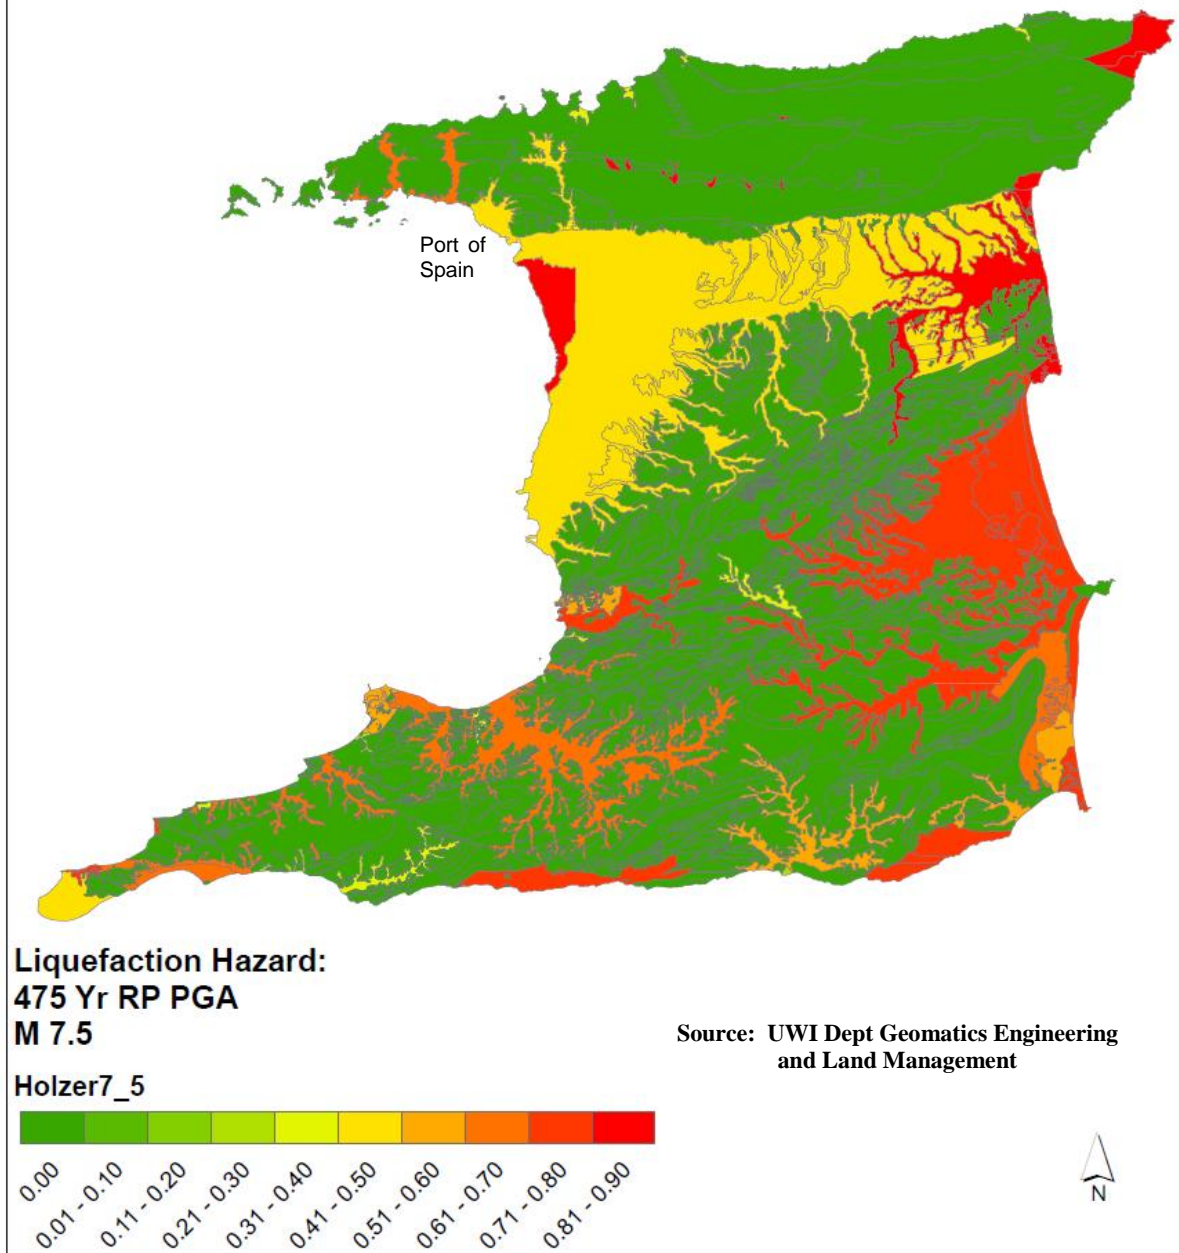 Port of
Spain
Liquefaction Hazard:
475 Yr RP PGA
M 7.5
Source: UWI Dept Geomatics Engineering
and Land Management
Holzer7_5
0.00
0.01 - 0.10
0.11 - 0.20
0.21 - 0.30
0.31 - 0.40
0.41 - 0.50
0.51 - 0.60
0.61 - 0.70
0.71 - 0.80
0.81 - 0.90
N